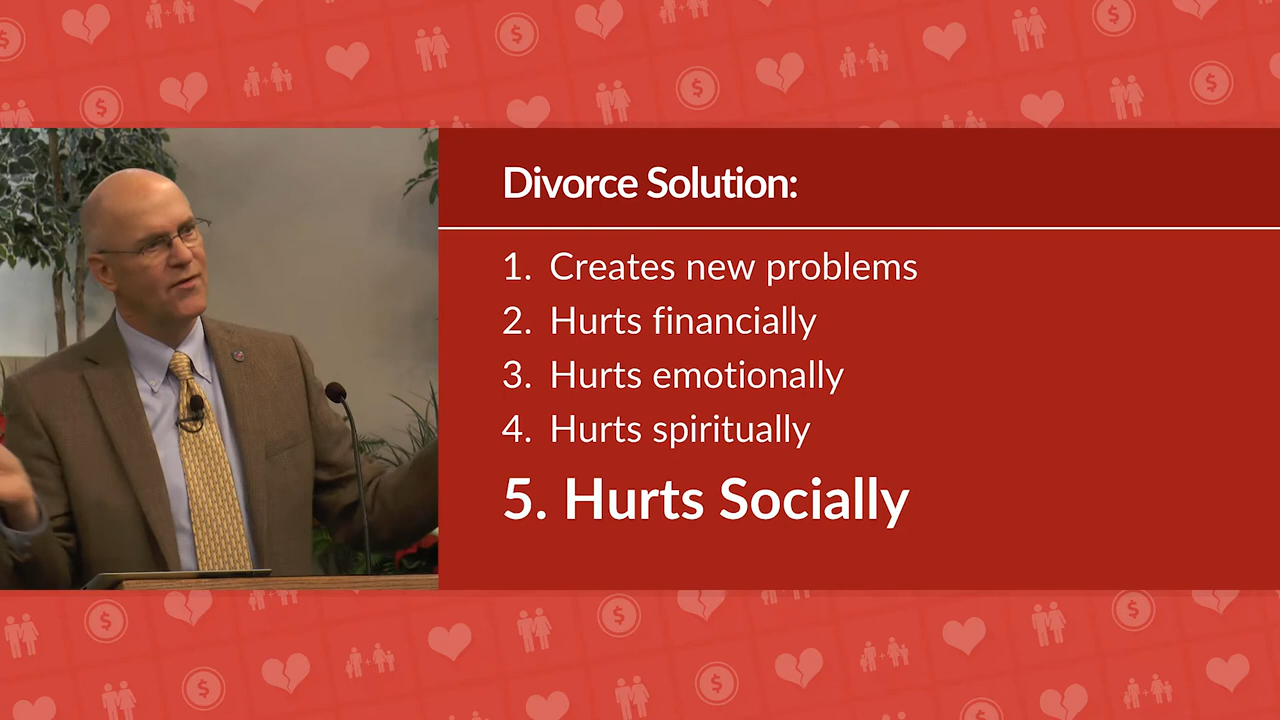 Divorce Solution:
1. Creates new problems
2. Hurts financially
3. Hurts emotionally
4. Hurts spiritually
5. Hurts Socially